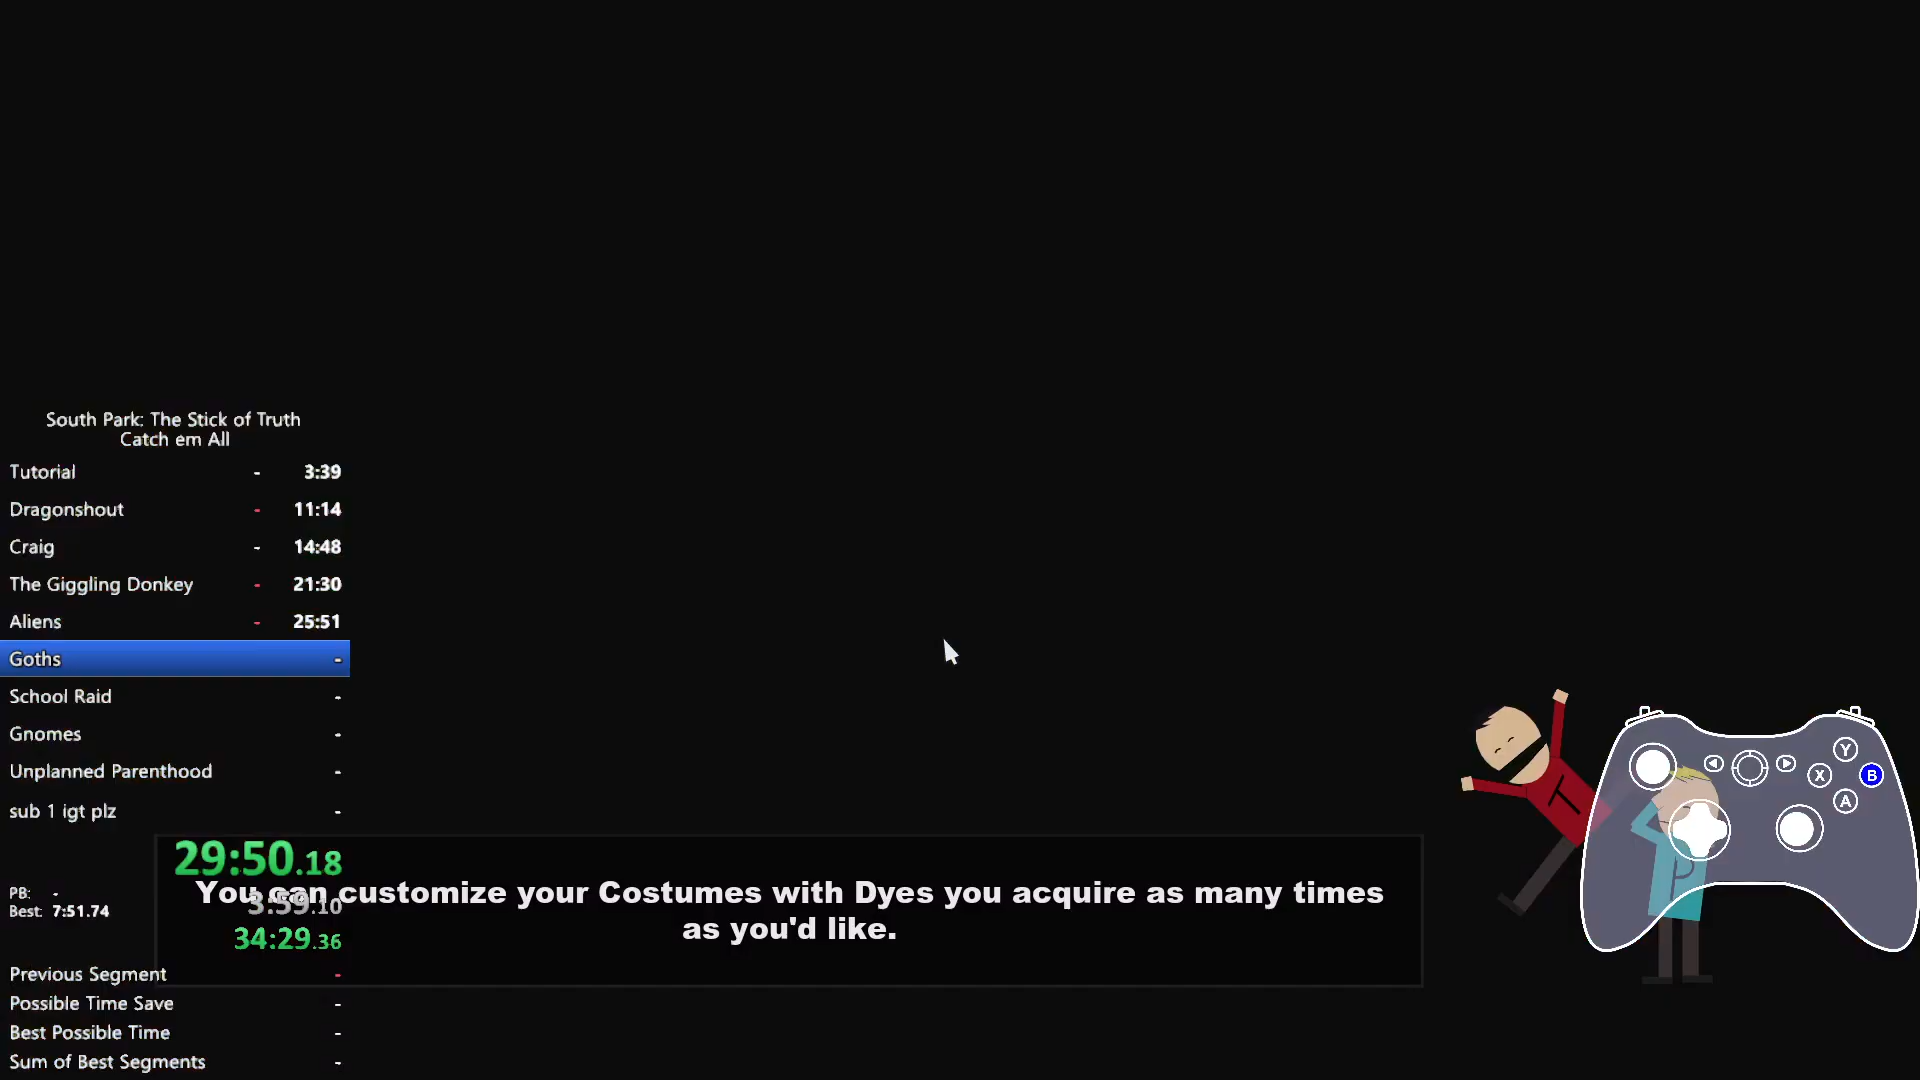 South Park: The Stick of Truth
Catch em All
Tutorial - 3:39
Dragonshout - 11:14
Craig - 14:48
The Giggling Donkey - 21:30
Aliens - 25:51
Goths -
School Raid -
Gnomes -
Unplanned Parenthood -
sub 1 igt plz -
29:50.18
PB: -
Best: 7:51.74
3:59.10
You can customize your Costumes with Dyes you acquire as many times
as you'd like.
34:29.36
Previous Segment -
Possible Time Save -
Best Possible Time -
Sum of Best Segments -
Y
X
B
A
T